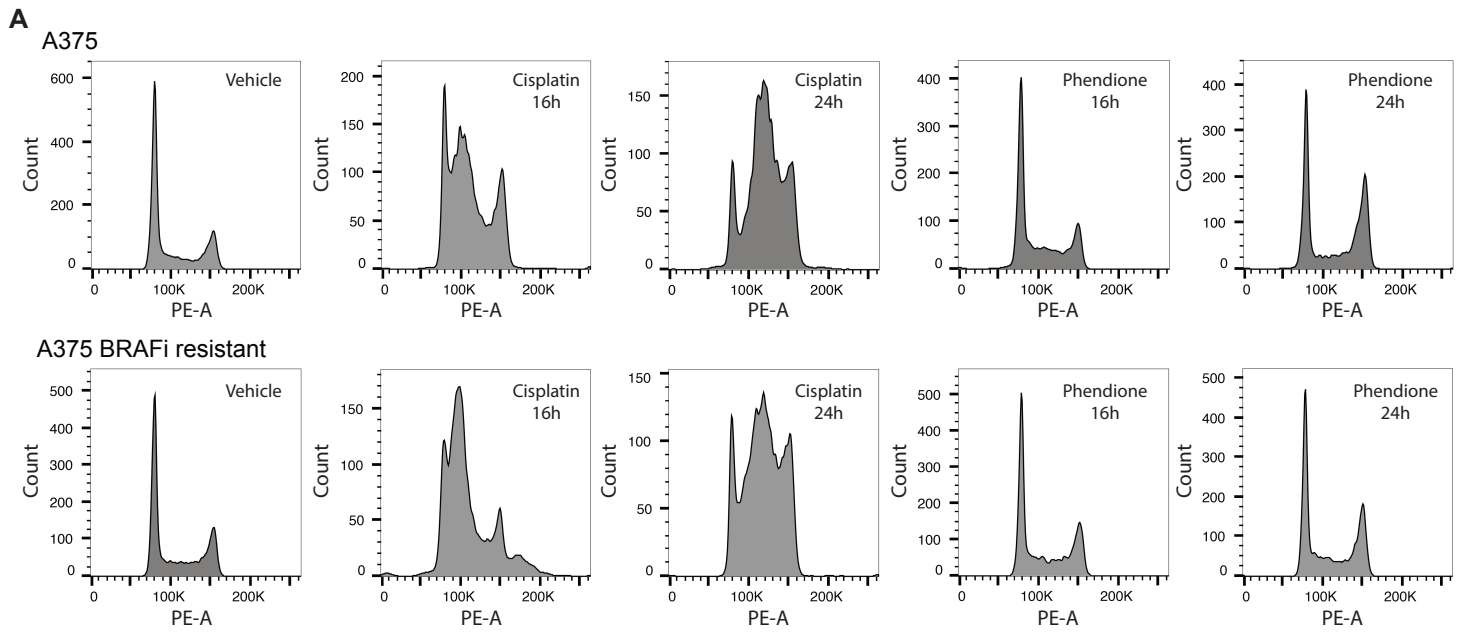 A
A375
Vehicle
Count
600
400
200
0
0 100K 200K
PE-A
Cisplatin
16h
Count
200
150
100
50
0
0 100K 200K
PE-A
Cisplatin
24h
Count
150
100
50
0
0 100K 200K
PE-A
Phendione
16h
Count
400
300
200
100
0
0 100K 200K
PE-A
Phendione
24h
Count
400
300
200
100
0
0 100K 200K
PE-A
A375 BRAFi resistant
Vehicle
Count
500
400
300
200
100
0
0 100K 200K
PE-A
Cisplatin
16h
Count
150
100
50
0
0 100K 200K
PE-A
Cisplatin
24h
Count
150
100
50
0
0 100K 200K
PE-A
Phendione
16h
Count
500
400
300
200
100
0
0 100K 200K
PE-A
Phendione
24h
Count
500
400
300
200
100
0
0 100K 200K
PE-A